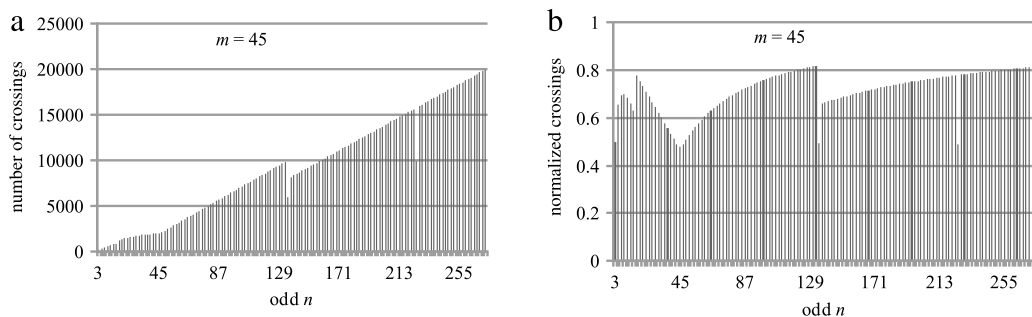 a
m = 45
number of crossings
25000
20000
15000
10000
5000
0
3 45 87 129 171 213 255
odd n
b
m = 45
normalized crossings
1
0.8
0.6
0.4
0.2
0
3 45 87 129 171 213 255
odd n